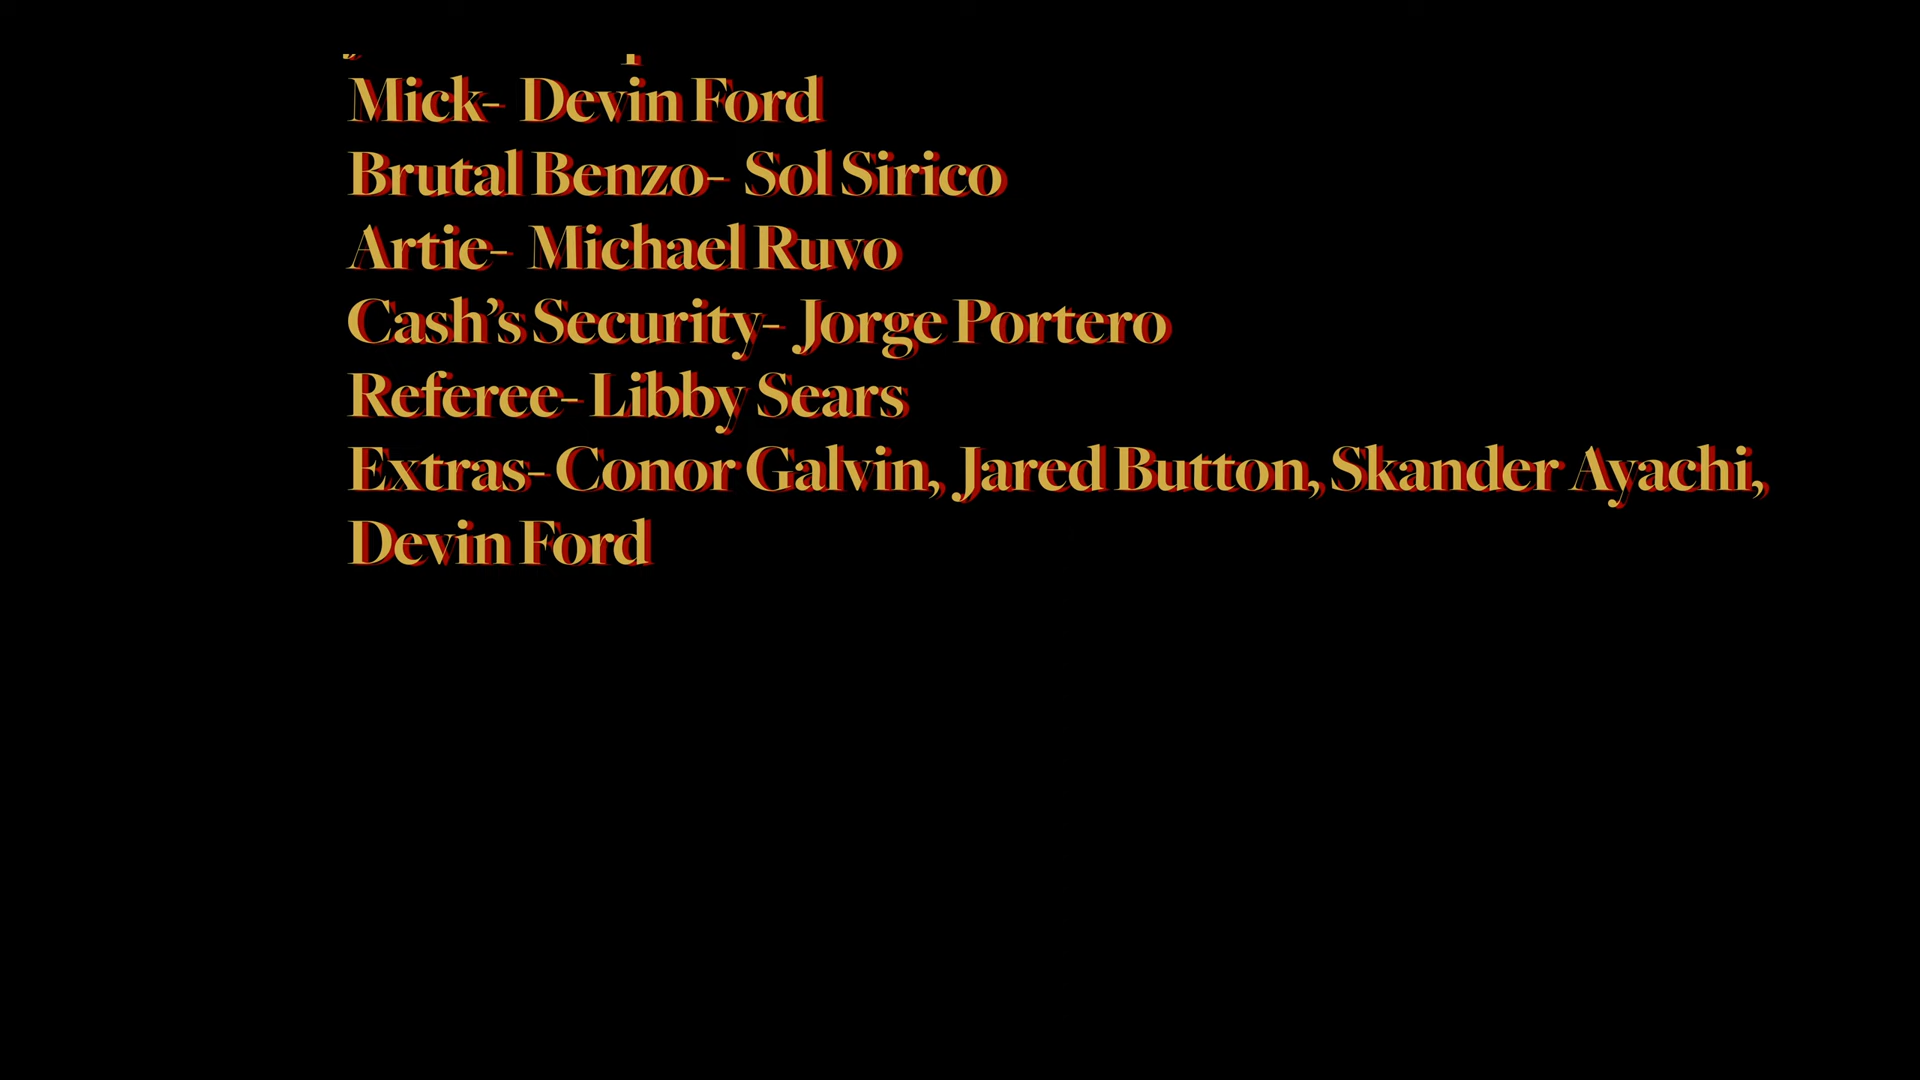 Mick- Devin Ford
Brutal Benzo- Sol Sirico
Artie- Michael Ruvo
Cash’s Security- Jorge Portero
Referee- Libby Sears
Extras- Conor Galvin, Jared Button, Skander Ayachi,
Devin Ford